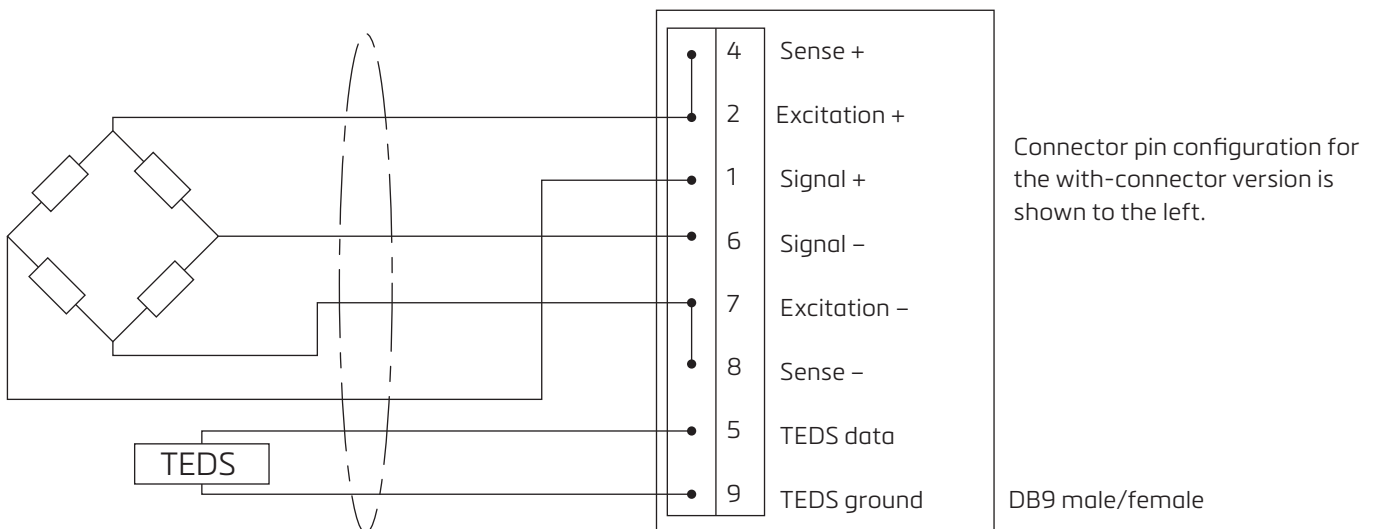 4 Sense +
2 Excitation +
1 Signal +
6 Signal –
7 Excitation –
8 Sense –
5 TEDS data
9 TEDS ground
TEDS
Connector pin configuration for
the with-connector version is
shown to the left.
DB9 male/female